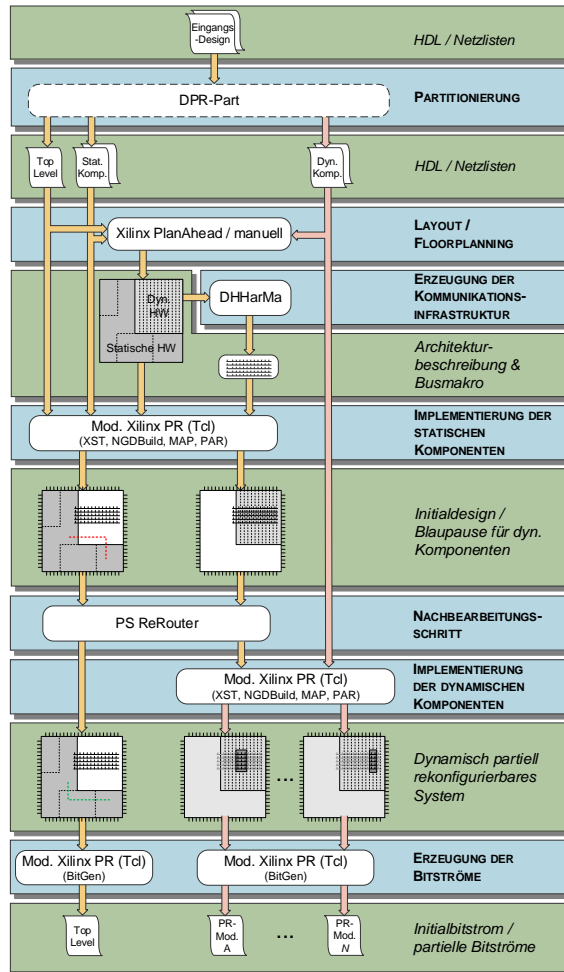 Eingangs
-Design
HDL / Netzlisten
DPR-Part
PARTITIONIERUNG
Top
Level
Stat.
Komp.
Dyn.
Komp.
HDL / Netzlisten
Xilinx PlanAhead / manuell
LAYOUT /
FLOORPLANNING
Dyn.
HW
Statische HW
DHHarMa
ERZEUGUNG DER
KOMMUNIKATIONS-
INFRASTRUKTUR
Architektur-
beschreibung &
Busmakro
Mod. Xilinx PR (Tcl)
(XST, NGDBuild, MAP, PAR)
IMPLEMENTIERUNG DER
STATISCHEN
KOMPONENTEN
Initialdesign /
Blaupause für dyn.
Komponenten
PS ReRouter
NACHBEARBEITUNGS-
SCHRITT
Mod. Xilinx PR (Tcl)
(XST, NGDBuild, MAP, PAR)
IMPLEMENTIERUNG
DER DYNAMISCHEN
KOMPONENTEN
...
Dynamisch partiell
rekonfigurierbares
System
Mod. Xilinx PR (Tcl)
(BitGen)
Mod. Xilinx PR (Tcl)
(BitGen)
ERZEUGUNG DER
BITSTRÖME
Top
Level
PR-
Mod.
A
...
PR-
Mod.
N
Initialbitstrom /
partielle Bitströme